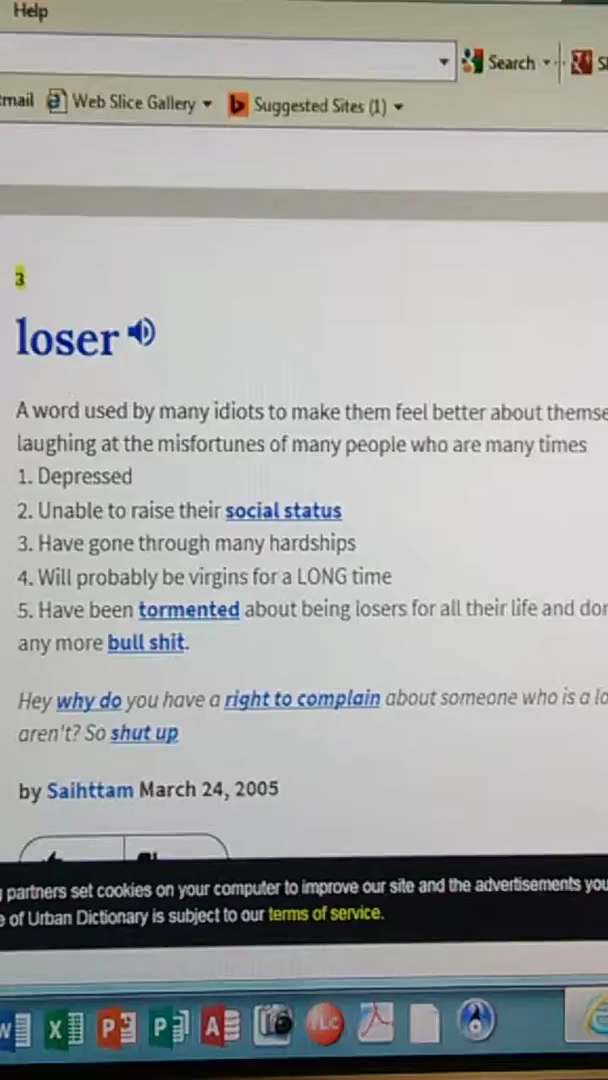 Help
Search
Web Slice Gallery
Suggested Sites (1)
3
loser
A word used by many idiots to make them feel better about
laughing at the misfortunes of many people who are many times
1. Depressed
2. Unable to raise their social status
3. Have gone through many hardships
4. Will probably be virgins for a LONG time
5. Have been tormented about being losers for all their life and
any more bull shit.
Hey why do you have a right to complain about someone who is a
aren't? So shut up
by Saihttam March 24, 2005
partners set cookies on your computer to improve our site and the advertisements you
of Urban Dictionary is subject to our terms of service.